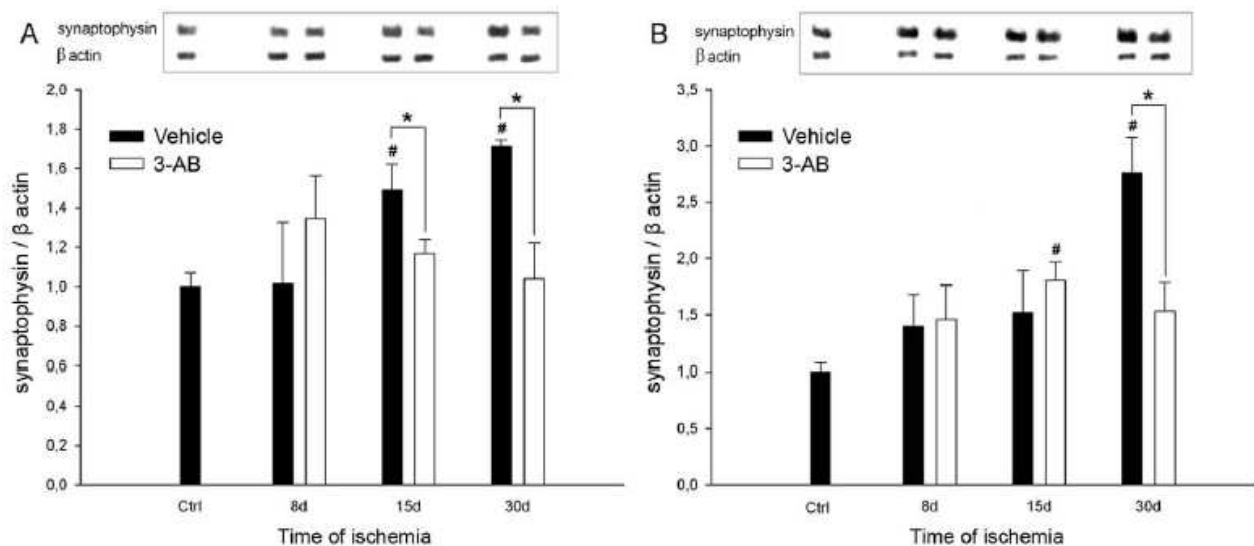 A
synaptophysin
β actin
synaptophysin / β actin
2,0
1,8
1,6
1,4
1,2
1,0
0,8
0,6
0,4
0,2
0,0
Vehicle
3-AB
#
*
#
*
Ctrl 8d 15d 30d
Time of ischemia
B
synaptophysin
β actin
synaptophysin / β actin
3,5
3,0
2,5
2,0
1,5
1,0
0,5
0,0
Vehicle
3-AB
#
#
*
Ctrl 8d 15d 30d
Time of ischemia